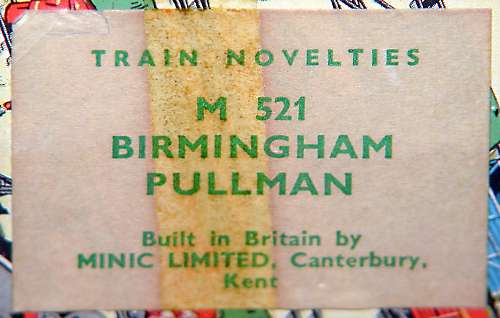 TRAIN NOVELTIES
M 521
BIRMINGHAM
PULLMAN
Built in Britain by
MINIC LIMITED, Canterbury,
Kent